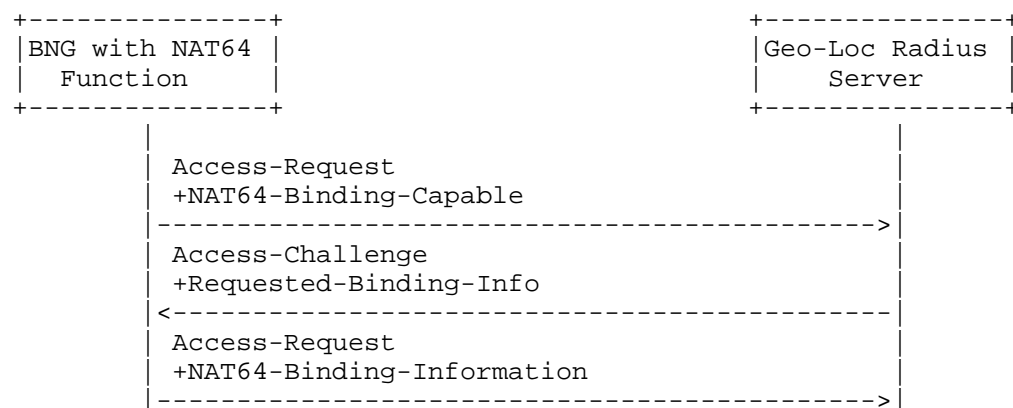 +---------------+                             +---------------+
|BNG with NAT64 |                             |Geo-Loc Radius |
|  Function     |                             |    Server     |
+---------------+                             +---------------+
        |                                              |
        | Access-Request                               |
        | +NAT64-Binding-Capable                       |
        |--------------------------------------------->|
        | Access-Challenge                             |
        | +Requested-Binding-Info                      |
        |<---------------------------------------------|
        | Access-Request                               |
        | +NAT64-Binding-Information                   |
        |--------------------------------------------->|